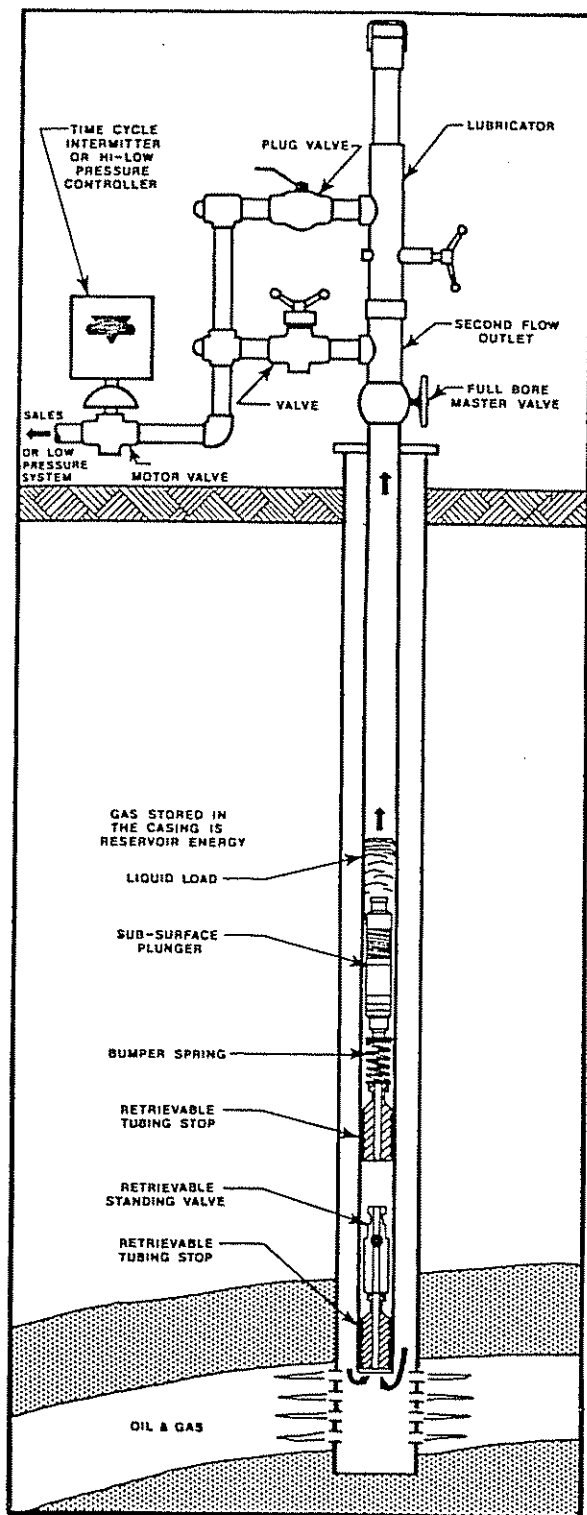 TIME CYCLE
INTERMITTER
OR HI-LOW
PRESSURE
CONTROLLER
PLUG VALVE
LUBRICATOR
SECOND FLOW
OUTLET
VALVE
FULL BORE
MASTER VALVE
SALES
OR LOW
PRESSURE
SYSTEM
MOTOR VALVE
GAS STORED IN
THE CASING IS
RESERVOIR ENERGY
LIQUID LOAD
SUB-SURFACE
PLUNGER
BUMPER SPRING
RETRIEVABLE
TUBING STOP
RETRIEVABLE
STANDING VALVE
RETRIEVABLE
TUBING STOP
OIL & GAS